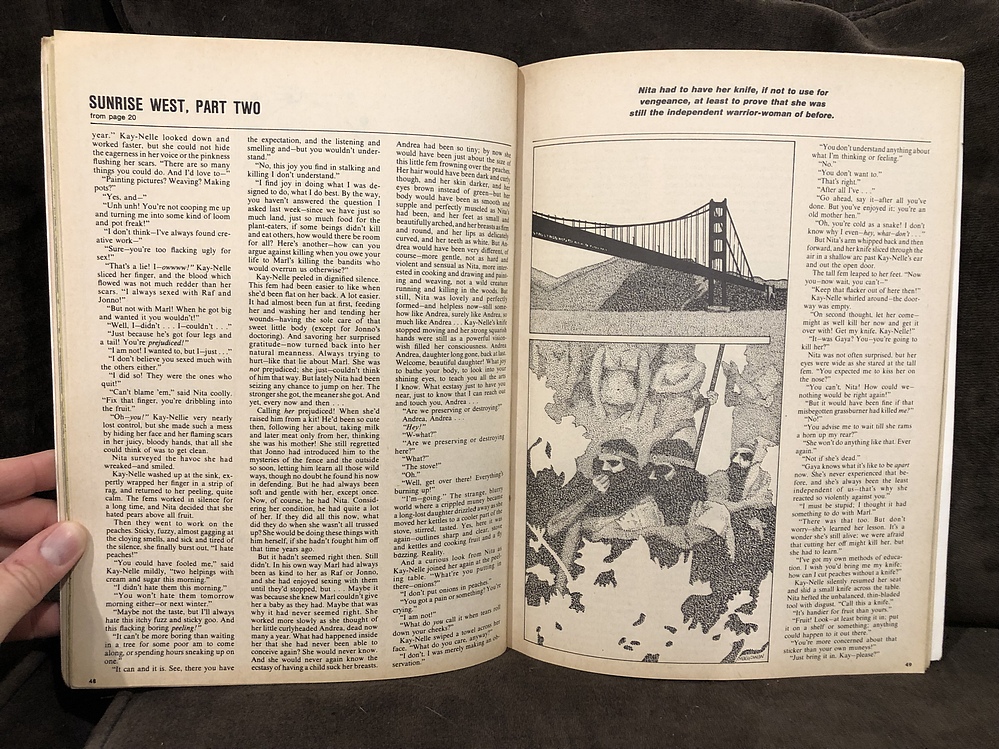 SUNRISE WEST, PART TWO
from page 20
year." Kay-Nelle looked down and
worked faster, but she could not hide
the eagerness in her voice or the pinkness
flushing her scars. "There are so many
things you could do. And I'd love to—"
"Painting pictures? Weaving? Making
pots?"
"Yes, and—"
"Unh unh! You're not cooping me up
and turning me into some kind of loom
and pot freak!"
"I don't think—I've always found cre-
ative work—"
"Sure—you're too flacking ugly for
sex!"
"That's a lie! I—owwww!" Kay-Nelle
sliced her finger, and the blood which
flowed was not much redder than her
scars. "I always sexed with Raf and
Jonno!"
"But not with Marl! When he got big
and wanted it you wouldn't!"
"Well, I—didn't . . . I—couldn't . . ."
"Just because he's got four legs and
a tail! You're prejudiced!"
"I am not! I wanted to, but I—just . . ."
"I don't believe you sexed much with
the others either."
"I did so! They were the ones who
quit!"
"Can't blame 'em," said Nita coolly.
"Fix that finger, you're dribbling into
the fruit."
"Oh—you!" Kay-Nellie very nearly
lost control, but she made such a mess
by hiding her face and her flaming scars
in her juicy, bloody hands, that all she
could think of was to get clean.
Nita surveyed the havoc she had
wreaked—and smiled.
Kay-Nelle washed up at the sink, ex-
pertly wrapped her finger in a strip of
rag, and returned to her peeling, quite
calm. The fems worked in silence for
a long time, and Nita decided that she
hated pears above all fruit.
Then they went to work on the
peaches. Sticky, fuzzy, almost gagging at
the cloying smells, and sick and tired of
the silence, she finally burst out, "I hate
peaches!"
"You could have fooled me," said
Kay-Nelle mildly, "two helpings with
cream and sugar this morning."
"I didn't hate them this morning."
"You won't hate them tomorrow
morning either—or next winter."
"Maybe not the taste, but I'll always
hate this itchy fuzz and sticky goo. And
this flacking boring peeling!"
"It can't be more boring than waiting
in a tree for some poor am to come
along, or spending hours sneaking up on
one."
"It can and it is. See, there you have
48
the expectation, and the listening and
smelling and—but you wouldn't under-
stand."
"No, this joy you find in stalking and
killing I don't understand."
"I find joy in doing what I was de-
signed to do, what I do best. By the way,
you haven't answered the question I
asked last week—since we have just so
much land, just so much food for the
plant-eaters, if some beings didn't kill
and eat others, how would there be room
for all? Here's another—how can you
argue against killing when you owe your
life to Marl's killing the bandits who
would overrun us otherwise?"
Kay-Nelle peeled in dignified silence.
This fem had been easier to like when
she'd been flat on her back. A lot easier.
It had almost been fun at first, feeding
her and washing her and tending her
wounds—having the sole care of that
sweet little body (except for Jonno's
doctoring). And savoring her surprised
gratitude—now turned back into her
natural meanness. Always trying to
hurt—like that lie about Marl. She was
not prejudiced; she just—couldn't think
of him that way. But lately Nita had been
seizing any chance to jump on her. The
stronger she got, the meaner she got. And
yet, every now and then . . .
Calling her prejudiced! When she'd
raised him from a kit! He'd been so cute
then, following her about, taking milk
and later meat only from her, thinking
she was his mother! She still regretted
that Jonno had introduced him to the
mysteries of the fence and the outside
so soon, letting him learn all those wild
ways, though no doubt he found his now
in defending. But he had always been
soft and gentle with her, except once.
Now, of course, he had Nita. Consid-
ering her condition, he had quite a lot
of her. If they did all this now, what
did they do when she wasn't all trussed
up? She would be doing these things with
him herself, if she hadn't fought him off
that time years ago.
But it hadn't seemed right then. Still
didn't. In his own way Marl had always
been as kind to her as Raf or Jonno,
and she had enjoyed sexing with them
until they'd stopped, but . . . Maybe it
was because she knew Marl couldn't give
her a baby as they had. Maybe that was
why it had never seemed right. She
worked more slowly as she thought of
her little curlyheaded Andrea, dead now
many a year. What had happened inside
her that she had never been able to
conceive again? She would never know.
And she would never again know the
ecstasy of having a child suck her breasts.
Andrea had been so tiny; by now she
would have been just about the size of
this little fem frowning over the peaches.
Her hair would have been dark and curly
though, and her skin darker, and her
eyes brown instead of green—but her
body would have been as smooth and
supple and perfectly muscled as Nita's
had been, and her feet as small and
beautifully arched, and her breasts as firm
and round, and her lips as delicately
curved, and her teeth as white. But An-
drea would have been very different, of
course—more gentle, not as hard and
violent and sensual as Nita, more inter-
ested in cooking and drawing and paint-
ing and weaving, not a wild creature
running and killing in the woods. But
still, Nita was lovely and perfectly
formed—and helpless now—still some-
how like Andrea, surely like Andrea, so
much like Andrea . . . Kay-Nelle's knife
stopped moving and her strong squarish
hands were still as a powerful vision-
wish filled her consciousness. Andrea
Andrea, daughter long gone, back at last.
Welcome, beautiful daughter! What joy
to bathe your body, to look into your
shining eyes, to teach you all the arts
I know. What ecstasy just to have you
near, just to know that I can reach out
and touch you, Andrea . . .
"Are we preserving or destroying?"
Andrea, Andrea . . .
"Hey!"
"W-what?"
"Are we preserving or destroying
here?"
"What?"
"The stove!"
"Oh."
"Well, get over there! Everything's
burning up!"
"I'm—going." The strange, blurry
world where a crippled muney became
a long-lost daughter drizzled away as she
moved her kettles to a cooler part of the
stove, stirred, tasted. Yes, here it was
again—outlines sharp and clear, stove
and kettles and cooking fruit and a fly
bdzzing. Reality.
And a curious look from Nita as
Kay-Nelle joined her again at the peel-
ing table. "What're you putting in
there—onions?"
"I don't put onions in peaches."
"You got a pain or something? You're
crying."
"I am not!"
"What do you call it when tears roll
down your cheeks?"
Kay-Nelle swiped a towel across her
face. "What do you care, anyway?"
"I don't. I was merely making an ob-
servation."
Nita had to have her knife, if not to use for
vengeance, at least to prove that she was
still the independent warrior-woman of before.
"You don't understand anything about
what I'm thinking or feeling."
"No."
"You don't want to."
"That's right."
"After all I've . . ."
"Go ahead, say it—after all you've
done. But you've enjoyed it; you're an
old mother hen."
"Oh, you're cold as a snake! I don't
know why I even—hey, what—don't . . ."
But Nita's arm whipped back and then
forward, and her knife sliced through the
air in a shallow arc past Kay-Nelle's ear
and out the open door.
The tall fem leaped to her feet. "Now
you—now wait, you can't—"
"Keep that flacker out of here then!"
Kay-Nelle whirled around—the door-
way was empty.
"On second thought, let her come—
might as well kill her now and get it
over with! Get my knife, Kay-Nelle!"
"It—was Gaya? You—you're going to
kill her?"
Nita was not often surprised, but her
eyes were wide as she stared at the tall
fem. "You expected me to kiss her on
the nose?"
"You can't, Nita! How could we—
nothing would be right again!"
"But it would have been fine if that
misbegotten grassburner had killed me?"
"No!"
"You advise me to wait till she rams
a horn up my rear?"
"She won't do anything like that. Ever
again."
"Not if she's dead."
"Gaya knows what it's like to be apart
now. She's never experienced that be-
fore, and she's always been the least
independent of us—that's why she
reacted so violently against you."
"I must be stupid. I thought it had
something to do with Marl."
"There was that too. But don't
worry—she's learned her lesson. It's a
wonder she's still alive; we were afraid
that cutting her off might kill her, but
she had to learn."
"I've got my own methods of educa-
tion. I wish you'd bring me my knife;
how can I cut peaches without a knife?"
Kay-Nelle silently resumed her seat
and slid a small knife across the table.
Nita hefted the unbalanced, thin-bladed
tool with disgust. "Call this a knife."
"It's handier for fruit than yours."
"Fruit! Look—at least bring it in; put
it on a shelf or something; anything
could happen to it out there."
"You're more concerned about that
sticker than your own muneys!"
"Just bring it in, Kay—please?"
49